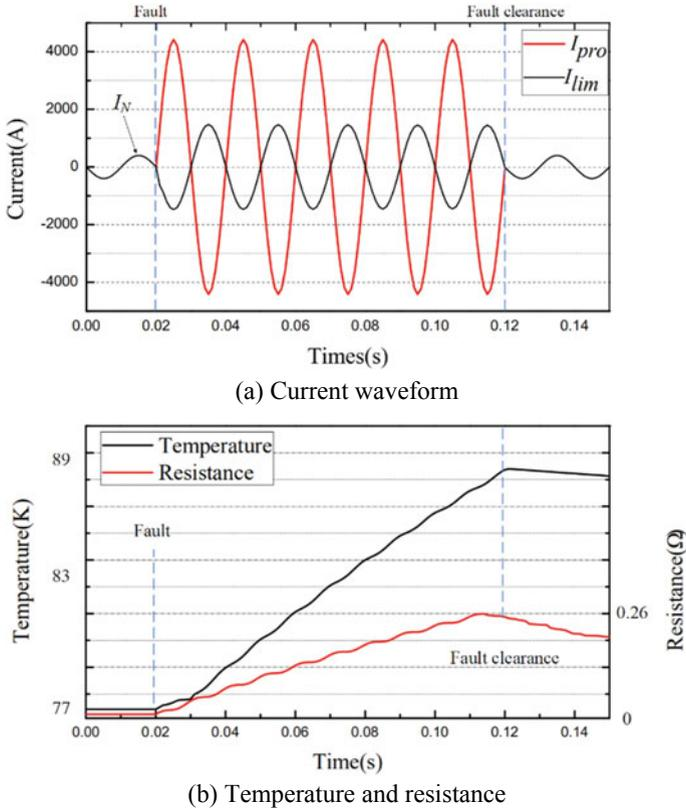 Fault
Fault clearance
4000
2000
0
-2000
-4000
Current(A)
I_N
I_pro
I_lim
0.00 0.02 0.04 0.06 0.08 0.10 0.12 0.14
Times(s)
(a) Current waveform
Temperature
Resistance
89
83
77
Temperature(K)
Fault
Fault clearance
0.26
0
Resistance(Ω)
0.00 0.02 0.04 0.06 0.08 0.10 0.12 0.14
Time(s)
(b) Temperature and resistance